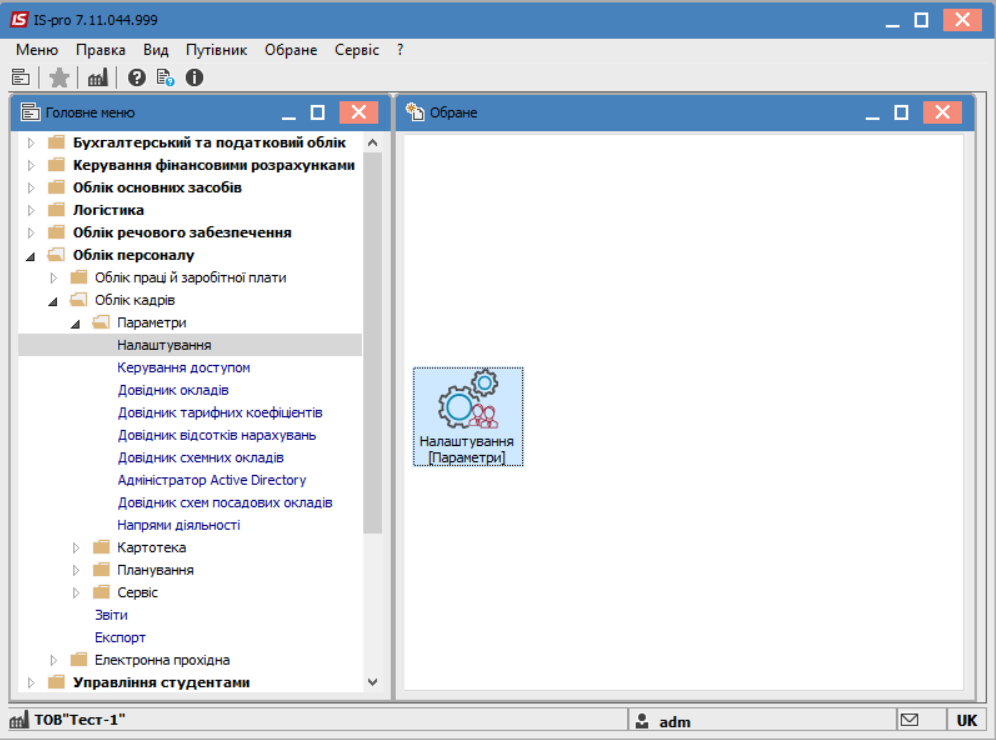 IS-pro 7.11.044.999
Меню Правка Вид Путівник Обране Сервіс ?
Головне меню
Бухгалтерський та податковий облік
Керування фінансовими розрахунками
Облік основних засобів
Логістика
Облік речового забезпечення
Облік персоналу
Облік праці й заробітної плати
Облік кадрів
Параметри
Налаштування
Керування доступом
Довідник окладів
Довідник тарифних коефіцієнтів
Довідник відсотків нарахувань
Довідник схемних окладів
Адміністратор Active Directory
Довідник схем посадових окладів
Напрями діяльності
Картотека
Планування
Сервіс
Звіти
Експорт
Електронна прохідна
Управління студентами
Обране
Налаштування
[Параметри]
ТОВ"Тест-1"
adm
UK